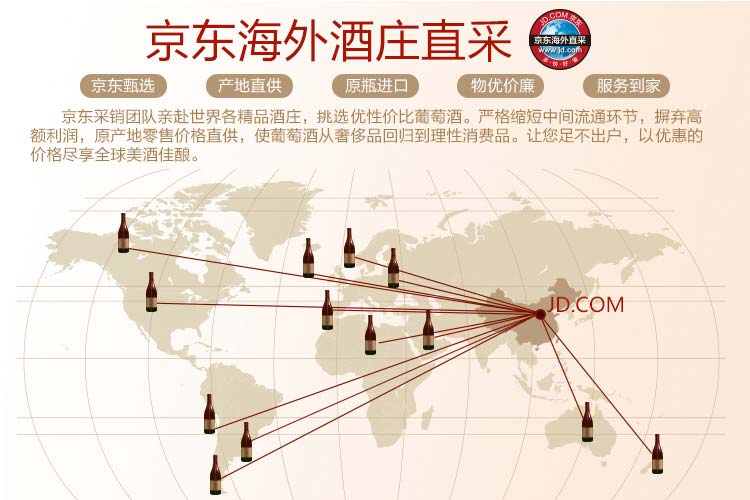 京东海外酒庄直采
JD.COM 京东
京东海外直采
www.jd.com
京东甄选
产地直供
原瓶进口
物优价廉
服务到家
京东采销团队亲赴世界各精品酒庄，挑选优性价比葡萄酒。严格缩短中间流通环节，摒弃高
额利润，原产地零售价格直供，使葡萄酒从奢侈品回归到理性消费品。让您足不出户，以优惠的
价格尽享全球美酒佳酿。
JD.COM